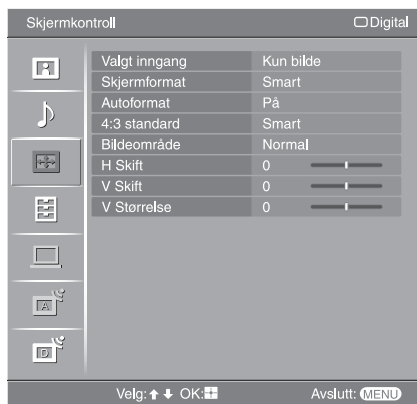 Skjermkontroll Digital
Valgt inngang Kun bilde
Skjermformat Smart
Autoformat På
4:3 standard Smart
Bildeområde Normal
H Skift 0
V Skift 0
V Størrelse 0
A
D
Velg: OK: Avslutt: MENU